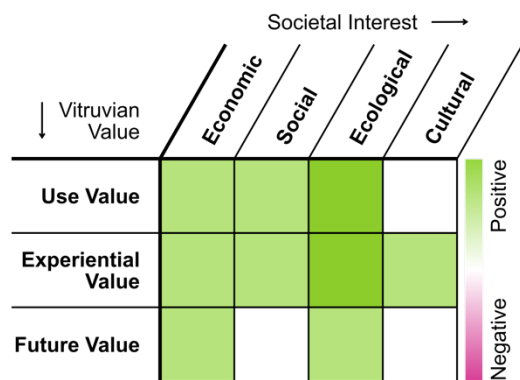 Societal Interest
Vitruvian
Value
Economic
Social
Ecological
Cultural
Use Value
Experiential
Value
Future Value
Positive
Negative